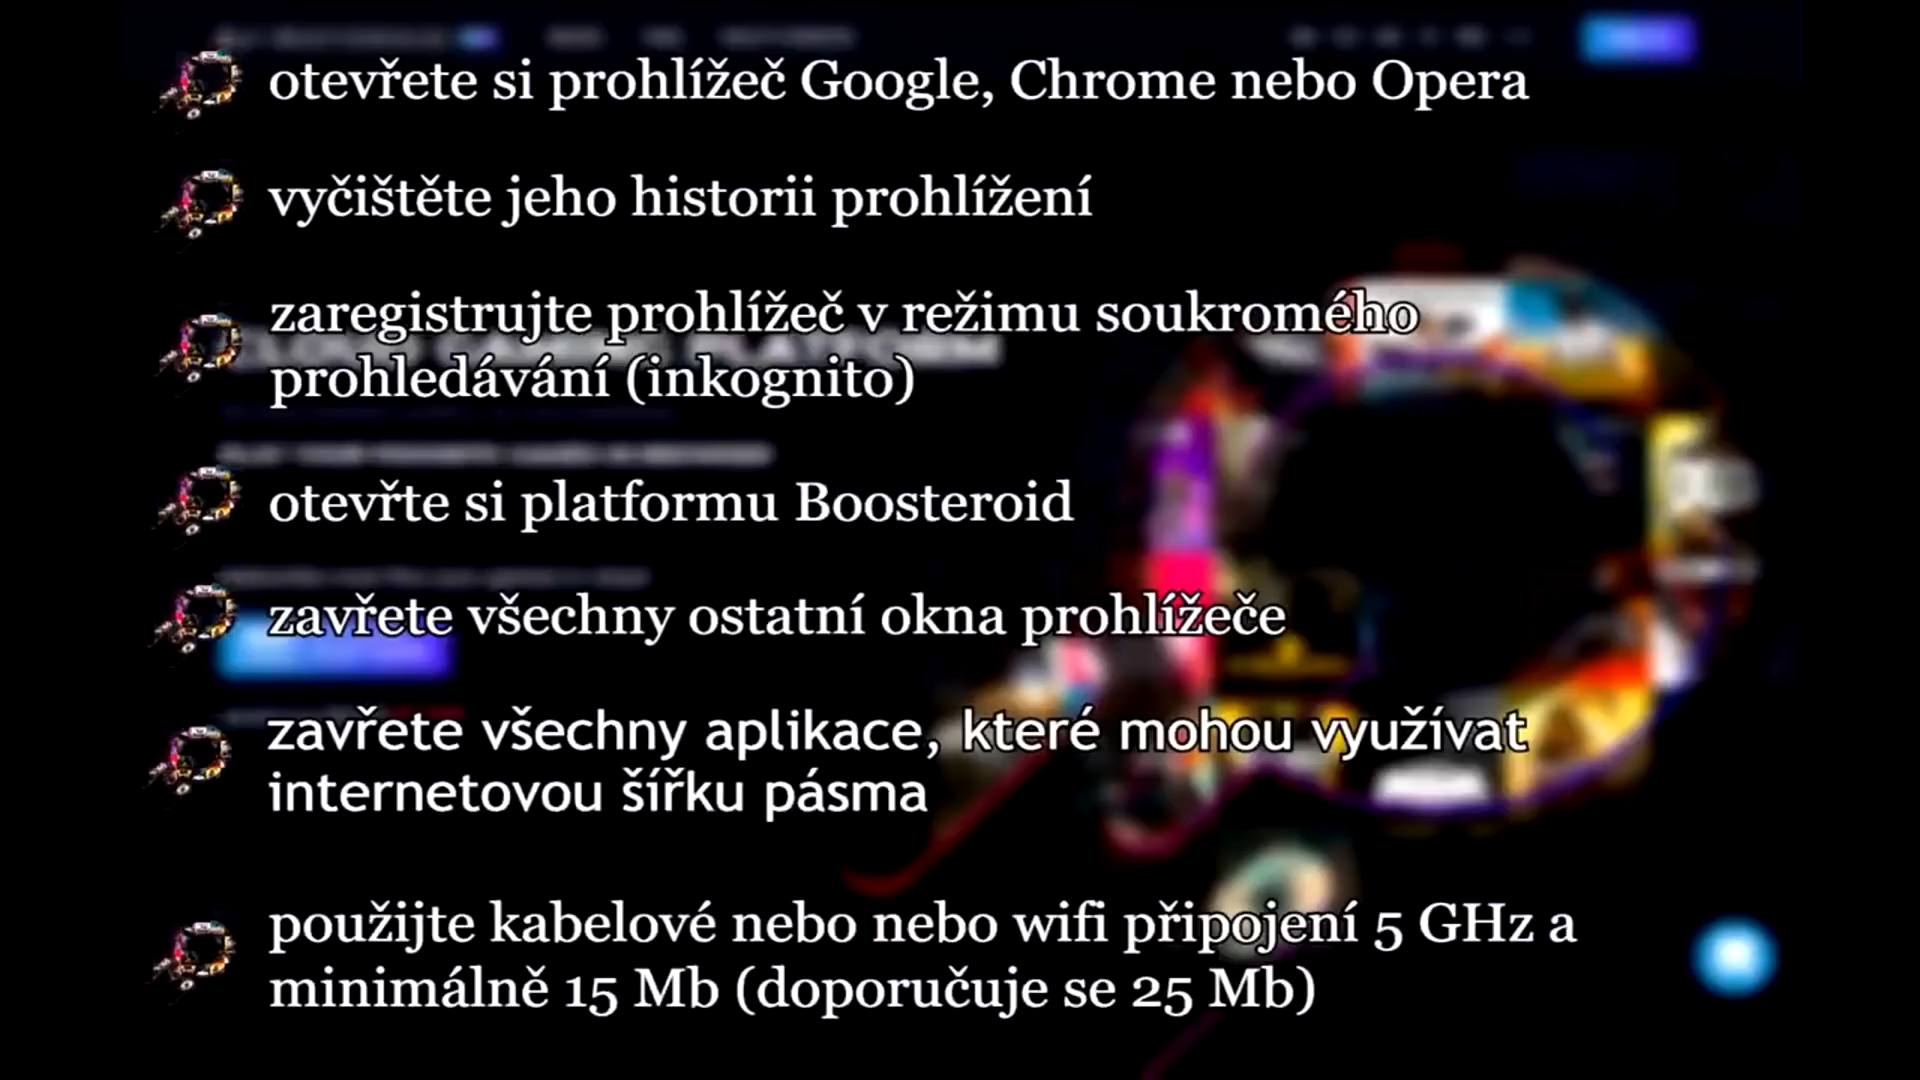 otevřete si prohlížeč Google, Chrome nebo Opera
vyčištěte jeho historii prohlížení
zaregistrujte prohlížeč v režimu soukromého
prohledávání (inkognito)
otevřte si platformu Boosteroid
zavřete všechny ostatní okna prohlížeče
zavřete všechny aplikace, které mohou využívat
internetovou šířku pásma
použijte kabelové nebo nebo wifi připojení 5 GHz a
minimálně 15 Mb (doporučuje se 25 Mb)